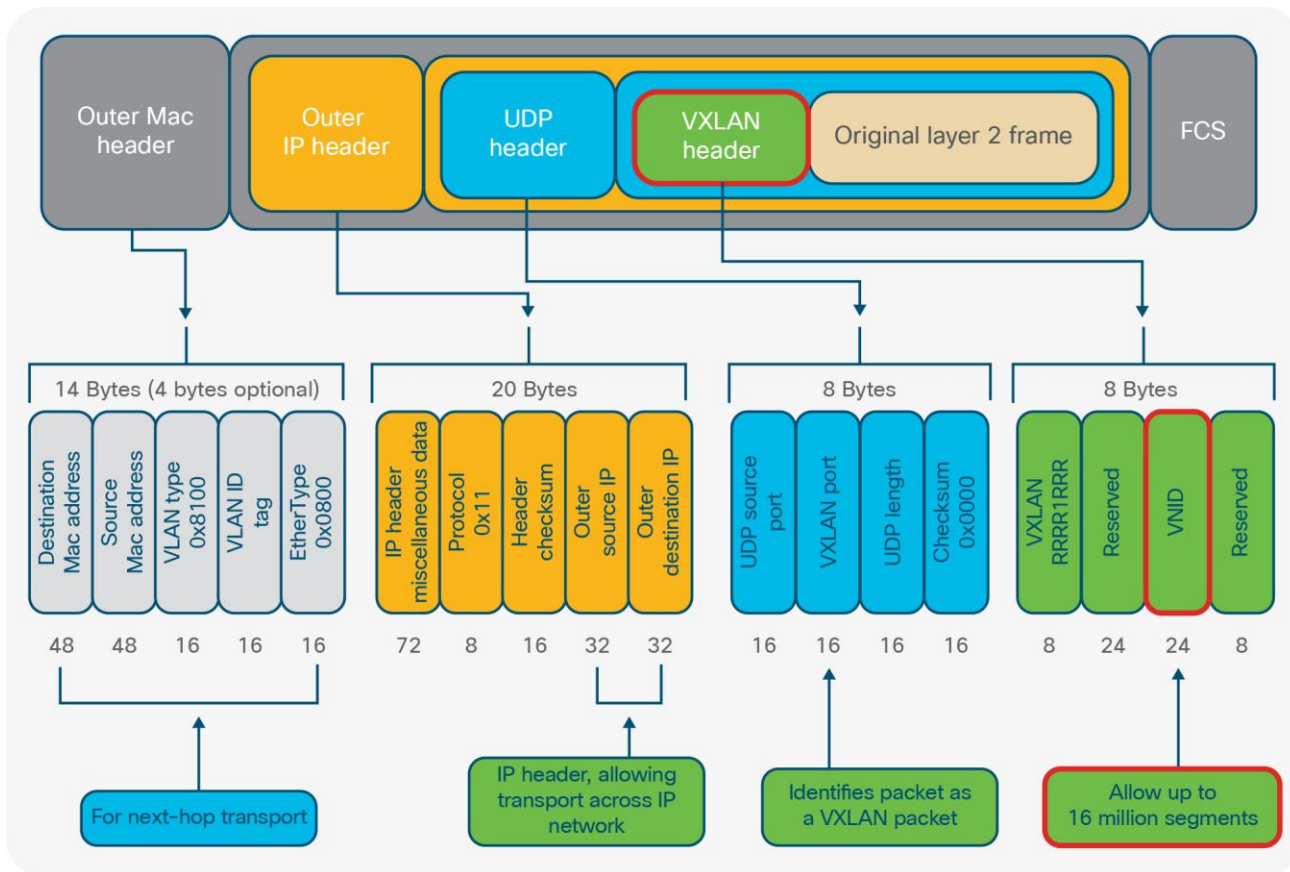 Outer Mac
header
Outer
IP header
UDP
header
VXLAN
header
Original layer 2 frame
FCS
14 Bytes (4 bytes optional)
20 Bytes
8 Bytes
8 Bytes
Destination
Mac address
Source
Mac address
VLAN type
0x8100
VLAN ID
tag
EtherType
0x0800
IP header
miscellaneous data
Protocol
0x11
Header
checksum
Outer
source IP
Outer
destination IP
UDP source
port
VXLAN port
UDP length
Checksum
0x0000
VXLAN
RRRR1RRR
Reserved
VNID
Reserved
48 48 16 16 16
72 8 16 32 32
16 16 16 16
8 24 24 8
For next-hop transport
IP header, allowing
transport across IP
network
Identifies packet as
a VXLAN packet
Allow up to
16 million segments